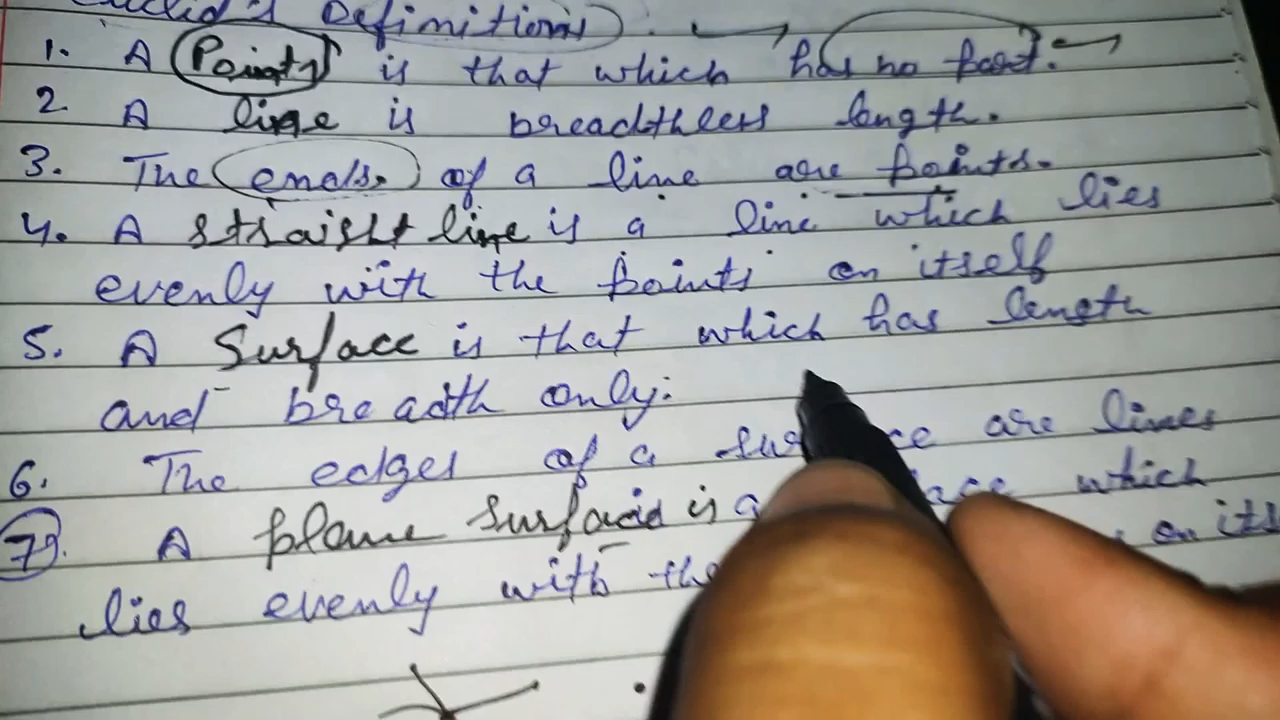 Euclid's Definitions
1. A Points is that which has no part.
2. A line is breadthless length.
3. The ends. of a line are points.
4. A straight line is a line which lies
evenly with the points on itself
5. A Surface is that which has length
and breadth only.
6. The edges of a are lines
7. A plane surface is a which
lies evenly with the on its